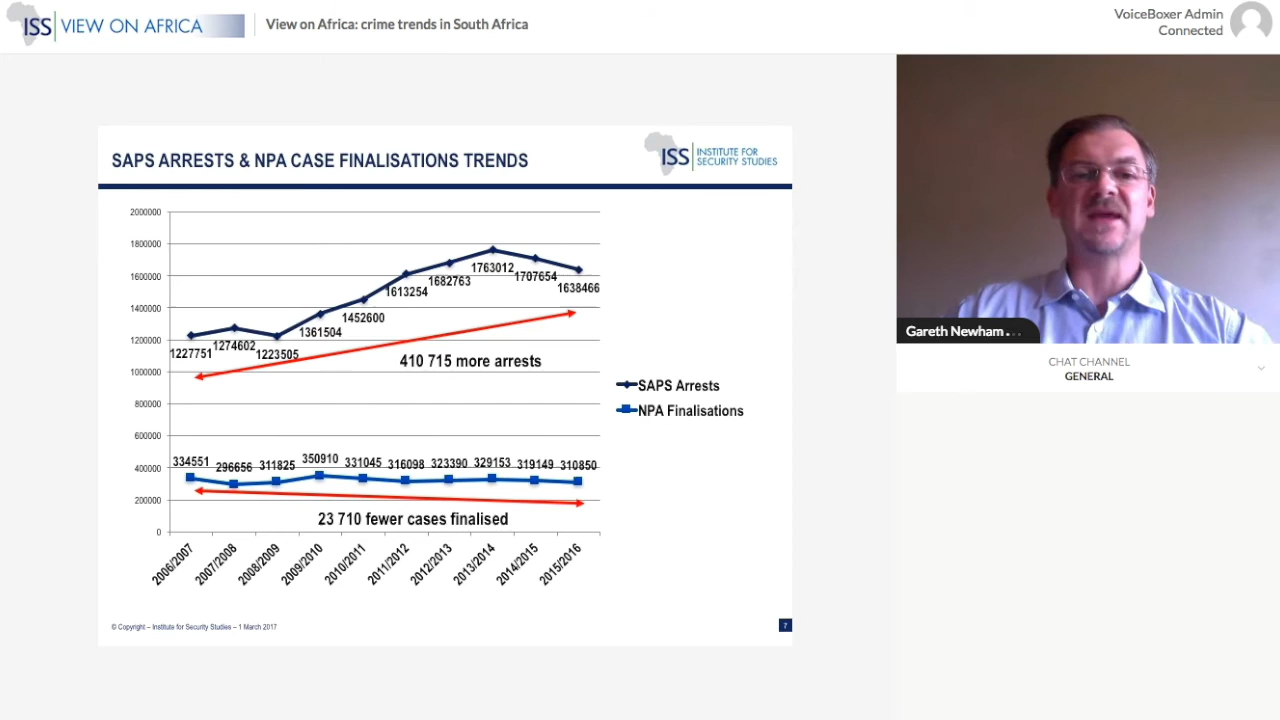 ISS VIEW ON AFRICA
View on Africa: crime trends in South Africa
VoiceBoxer Admin
Connected
SAPS ARRESTS & NPA CASE FINALISATIONS TRENDS
ISS INSTITUTE FOR
SECURITY STUDIES
2000000
1800000
1600000
1400000
1200000
1000000
800000
600000
400000
200000
0
1227751
1274602
1223505
1361504
1452600
1613254
1682763
1763012
1707654
1638466
410 715 more arrests
334551
296656
311825
350910
331045
316098
323390
329153
319149
310850
23 710 fewer cases finalised
2006/2007
2007/2008
2008/2009
2009/2010
2010/2011
2011/2012
2012/2013
2013/2014
2014/2015
2015/2016
SAPS Arrests
NPA Finalisations
© Copyright – Institute for Security Studies – 1 March 2017
7
Gareth Newham
CHAT CHANNEL
GENERAL